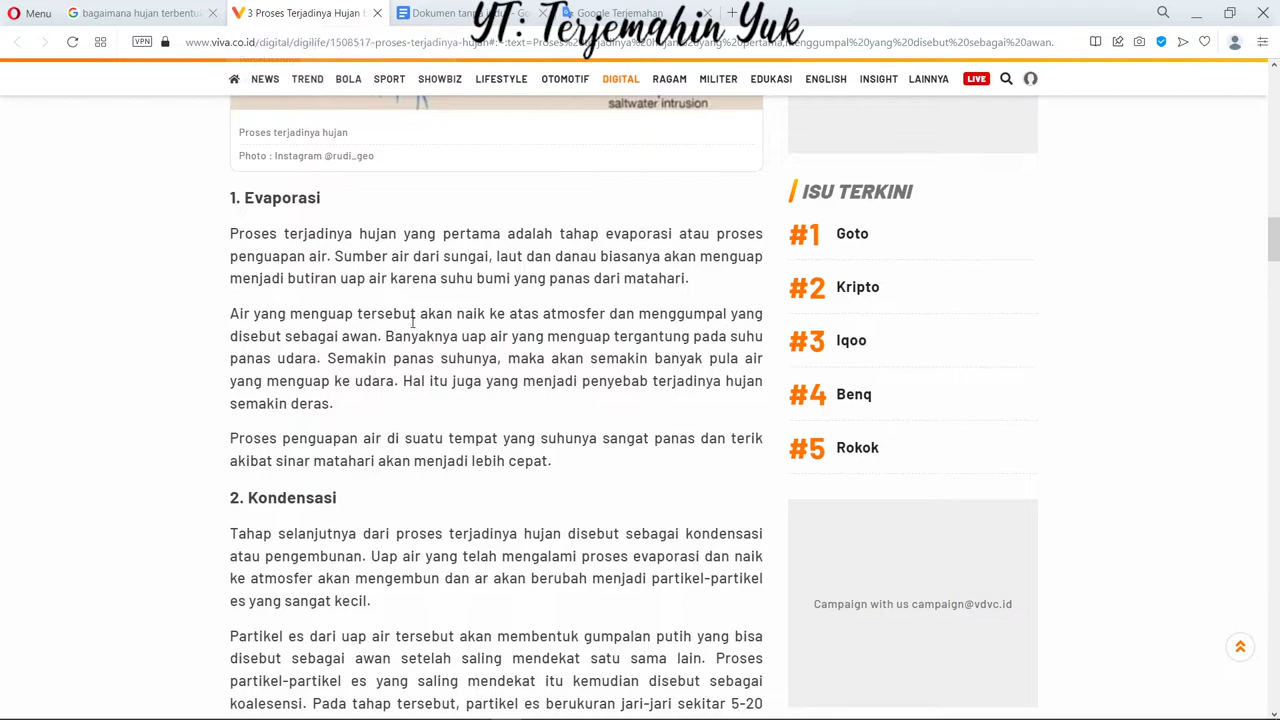 Menu
bagaimana hujan terbentu
3 Proses Terjadinya Hujan b
Dokumen tanpa
Go
Google Terjemahan
YT: Terjemahin Yuk
VPN
www.viva.co.id/digital/digilife/1508517-proses-terjadinya-hujan#:~:text=Proses%
menggumpal%20yang%20disebut%20sebagai%20awan.
NEWS TREND BOLA SPORT SHOWBIZ LIFESTYLE OTOMOTIF DIGITAL RAGAM MILITER EDUKASI ENGLISH INSIGHT LAINNYA LIVE
saltwater intrusion
Proses terjadinya hujan
Photo : Instagram @rudi_geo
1. Evaporasi
Proses terjadinya hujan yang pertama adalah tahap evaporasi atau proses
penguapan air. Sumber air dari sungai, laut dan danau biasanya akan menguap
menjadi butiran uap air karena suhu bumi yang panas dari matahari.
Air yang menguap tersebut akan naik ke atas atmosfer dan menggumpal yang
disebut sebagai awan. Banyaknya uap air yang menguap tergantung pada suhu
panas udara. Semakin panas suhunya, maka akan semakin banyak pula air
yang menguap ke udara. Hal itu juga yang menjadi penyebab terjadinya hujan
semakin deras.
Proses penguapan air di suatu tempat yang suhunya sangat panas dan terik
akibat sinar matahari akan menjadi lebih cepat.
2. Kondensasi
Tahap selanjutnya dari proses terjadinya hujan disebut sebagai kondensasi
atau pengembunan. Uap air yang telah mengalami proses evaporasi dan naik
ke atmosfer akan mengembun dan ar akan berubah menjadi partikel-partikel
es yang sangat kecil.
Partikel es dari uap air tersebut akan membentuk gumpalan putih yang bisa
disebut sebagai awan setelah saling mendekat satu sama lain. Proses
partikel-partikel es yang saling mendekat itu kemudian disebut sebagai
koalesensi. Pada tahap tersebut, partikel es berukuran jari-jari sekitar 5-20
ISU TERKINI
#1 Goto
#2 Kripto
#3 Iqoo
#4 Benq
#5 Rokok
Campaign with us campaign@vdvc.id